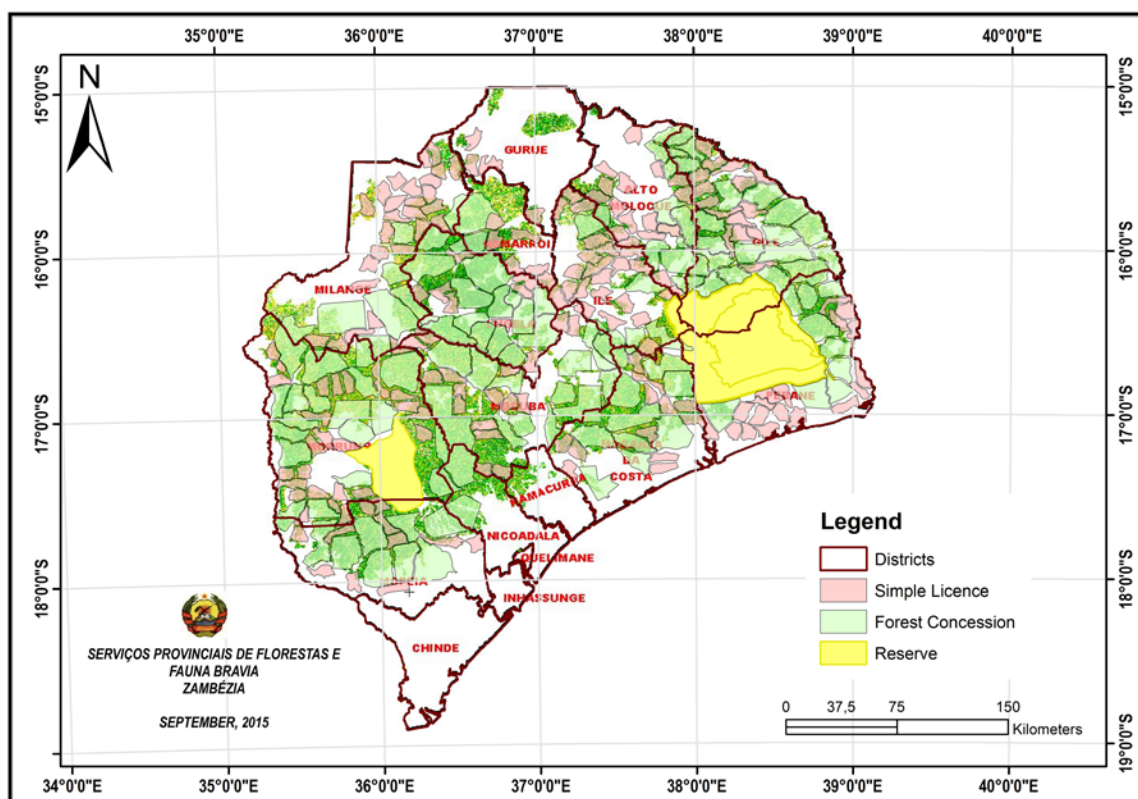 35°0'0"E 36°0'0"E 37°0'0"E 38°0'0"E 39°0'0"E 40°0'0"E
N
15°0'0"S 15°0'0"S
GURUE
ALTO
MOLOCUE
16°0'0"S 16°0'0"S
MILANGE
ILE
17°0'0"S 17°0'0"S
DA
COSTA
NICOADALA
QUELIMANE
INHASSUNGE
CHINDE
18°0'0"S 18°0'0"S
19°0'0"S
SERVIÇOS PROVINCIAIS DE FLORESTAS E
FAUNA BRAVIA
ZAMBÉZIA
SEPTEMBER, 2015
Legend
Districts
Simple Licence
Forest Concession
Reserve
0 37,5 75 150
Kilometers
34°0'0"E 35°0'0"E 36°0'0"E 37°0'0"E 38°0'0"E 39°0'0"E 40°0'0"E